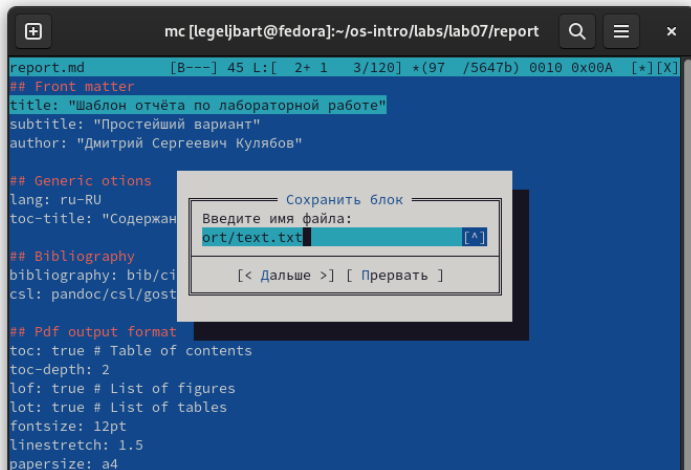 mc [legeljbart@fedora]:~/os-intro/labs/lab07/report
report.md [B---] 45 L:[ 2+ 1 3/120] *(97 /5647b) 0010 0x00A [*][X]
## Front matter
title: "Шаблон отчёта по лабораторной работе"
subtitle: "Простейший вариант"
author: "Дмитрий Сергеевич Кулябов"
## Generic otions
lang: ru-RU
toc-title: "Содержан
## Bibliography
bibliography: bib/ci
csl: pandoc/csl/gost
Сохранить блок
Введите имя файла:
ort/text.txt [^]
[< Дальше >] [ Прервать ]
## Pdf output format
toc: true # Table of contents
toc-depth: 2
lof: true # List of figures
lot: true # List of tables
fontsize: 12pt
linestretch: 1.5
papersize: a4